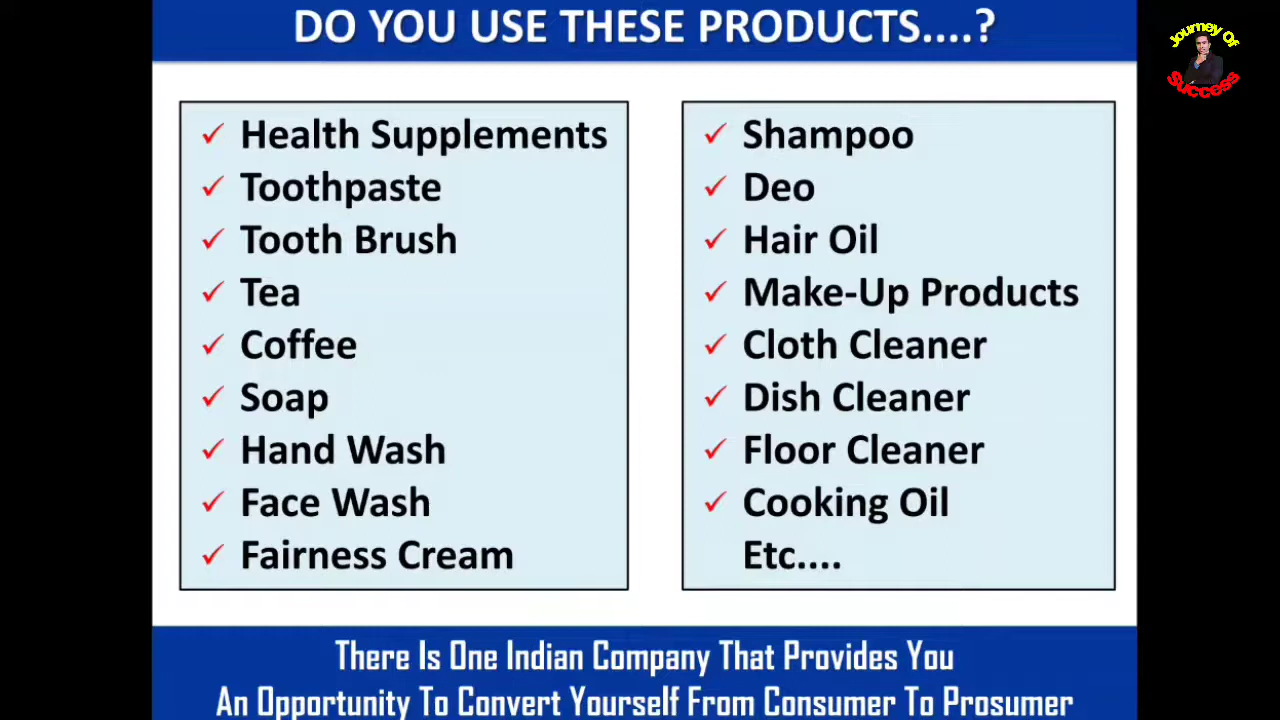 DO YOU USE THESE PRODUCTS....?
Journey Of
Success
Health Supplements
Toothpaste
Tooth Brush
Tea
Coffee
Soap
Hand Wash
Face Wash
Fairness Cream
Shampoo
Deo
Hair Oil
Make-Up Products
Cloth Cleaner
Dish Cleaner
Floor Cleaner
Cooking Oil
Etc....
There Is One Indian Company That Provides You
An Opportunity To Convert Yourself From Consumer To Prosumer